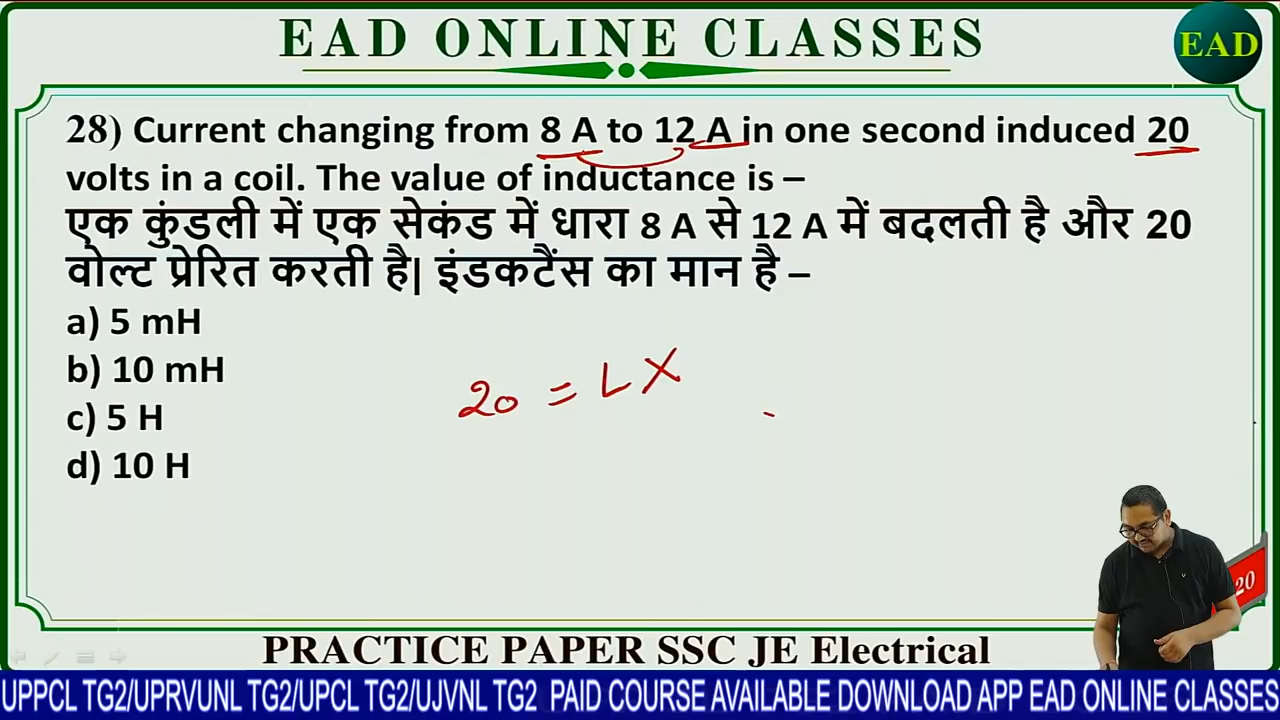 EAD ONLINE CLASSES
EAD
28) Current changing from 8 A to 12 A in one second induced 20
volts in a coil. The value of inductance is –
एक कुंडली में एक सेकंड में धारा 8 A से 12 A में बदलती है और 20
वोल्ट प्रेरित करती है| इंडकटैंस का मान है –
a) 5 mH
b) 10 mH
c) 5 H
d) 10 H
20 = L X
20
PRACTICE PAPER SSC JE Electrical
UPPCL TG2/UPRVUNL TG2/UPCL TG2/UJVNL TG2 PAID COURSE AVAILABLE DOWNLOAD APP EAD ONLINE CLASSES